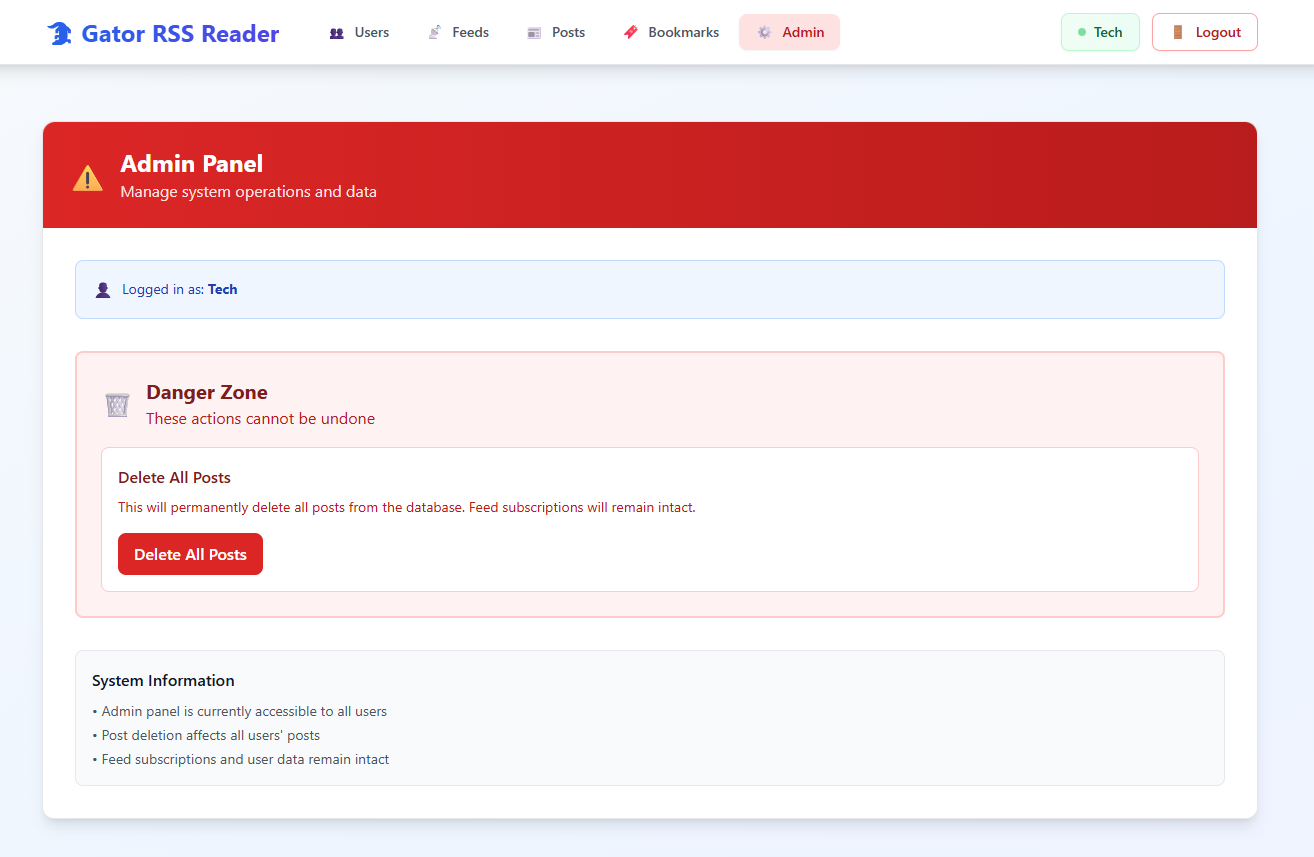 Gator RSS Reader Users Feeds Posts Bookmarks Admin Tech Logout
Admin Panel
Manage system operations and data
Logged in as: Tech
Danger Zone
These actions cannot be undone
Delete All Posts
This will permanently delete all posts from the database. Feed subscriptions will remain intact.
Delete All Posts
System Information
• Admin panel is currently accessible to all users
• Post deletion affects all users' posts
• Feed subscriptions and user data remain intact